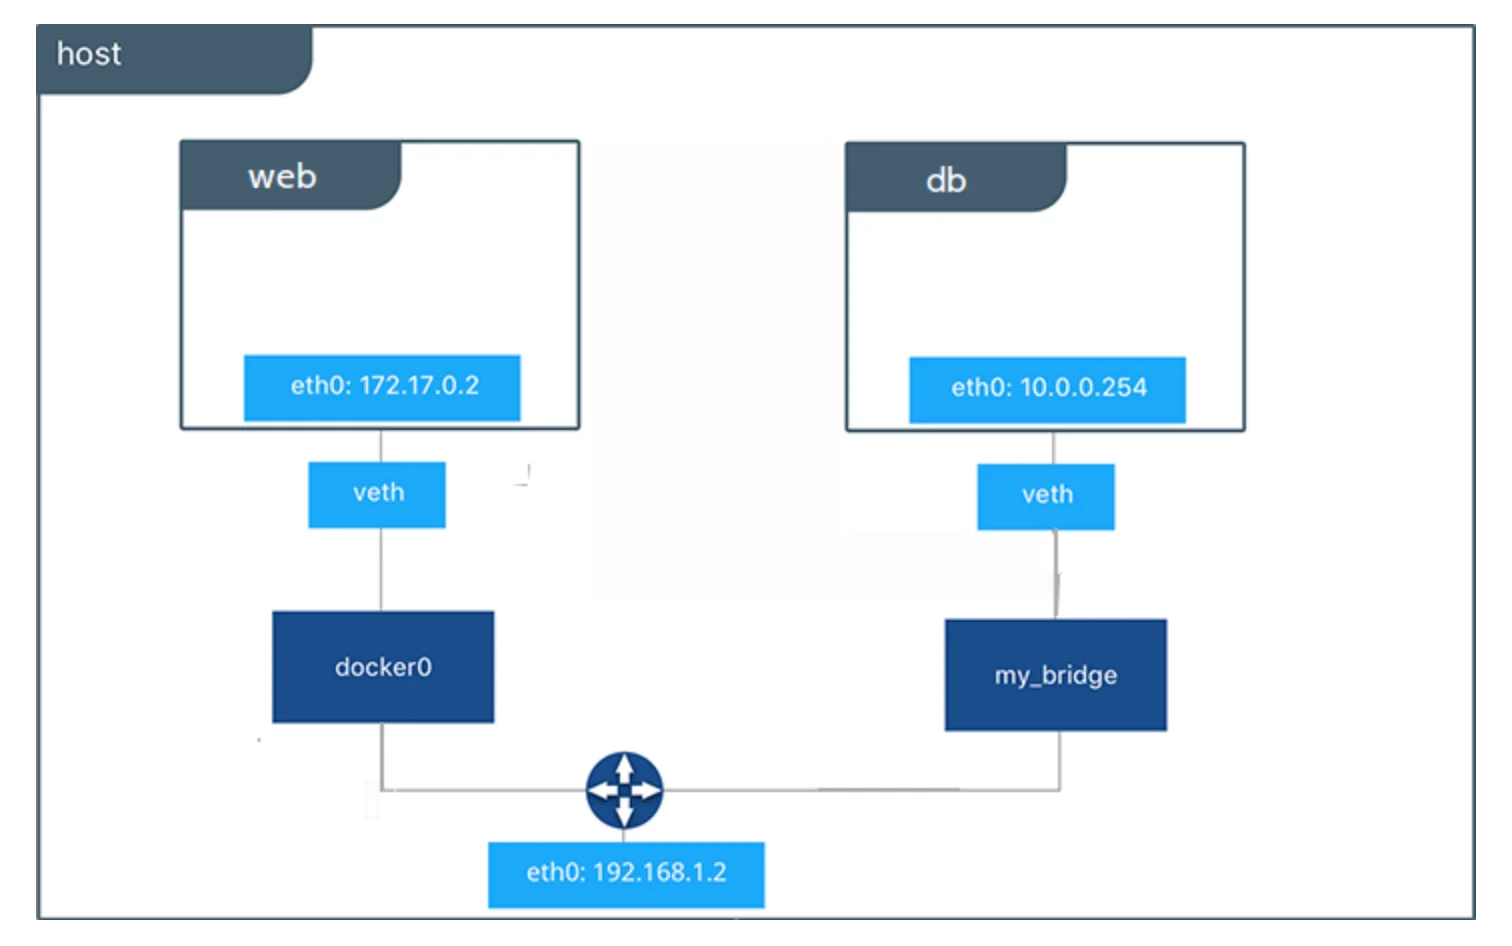 host
web
db
eth0: 172.17.0.2
eth0: 10.0.0.254
veth
veth
docker0
my_bridge
eth0: 192.168.1.2